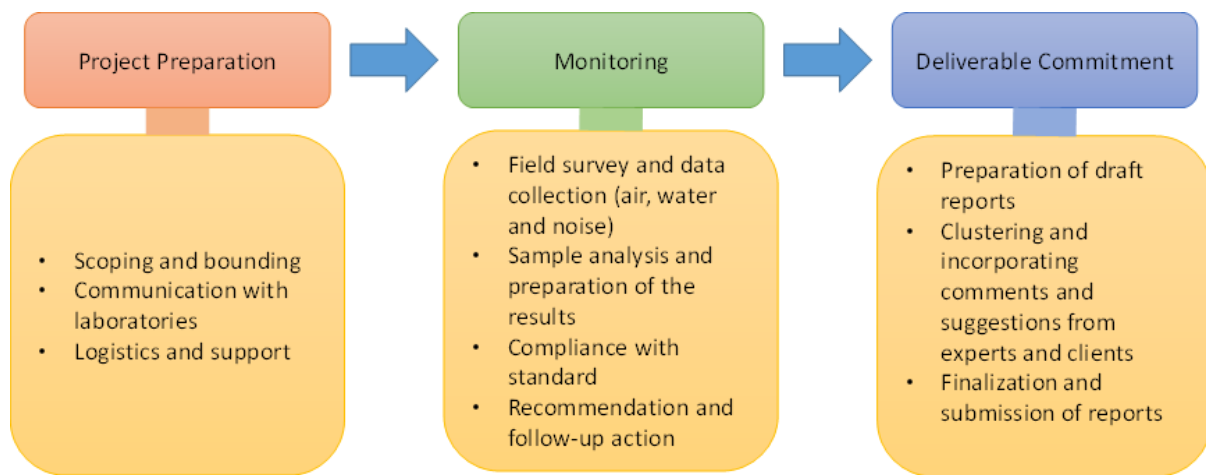 Project Preparation
Monitoring
Deliverable Commitment
• Scoping and bounding
• Communication with
laboratories
• Logistics and support
• Field survey and data
collection (air, water
and noise)
• Sample analysis and
preparation of the
results
• Compliance with
standard
• Recommendation and
follow-up action
• Preparation of draft
reports
• Clustering and
incorporating
comments and
suggestions from
experts and clients
• Finalization and
submission of reports